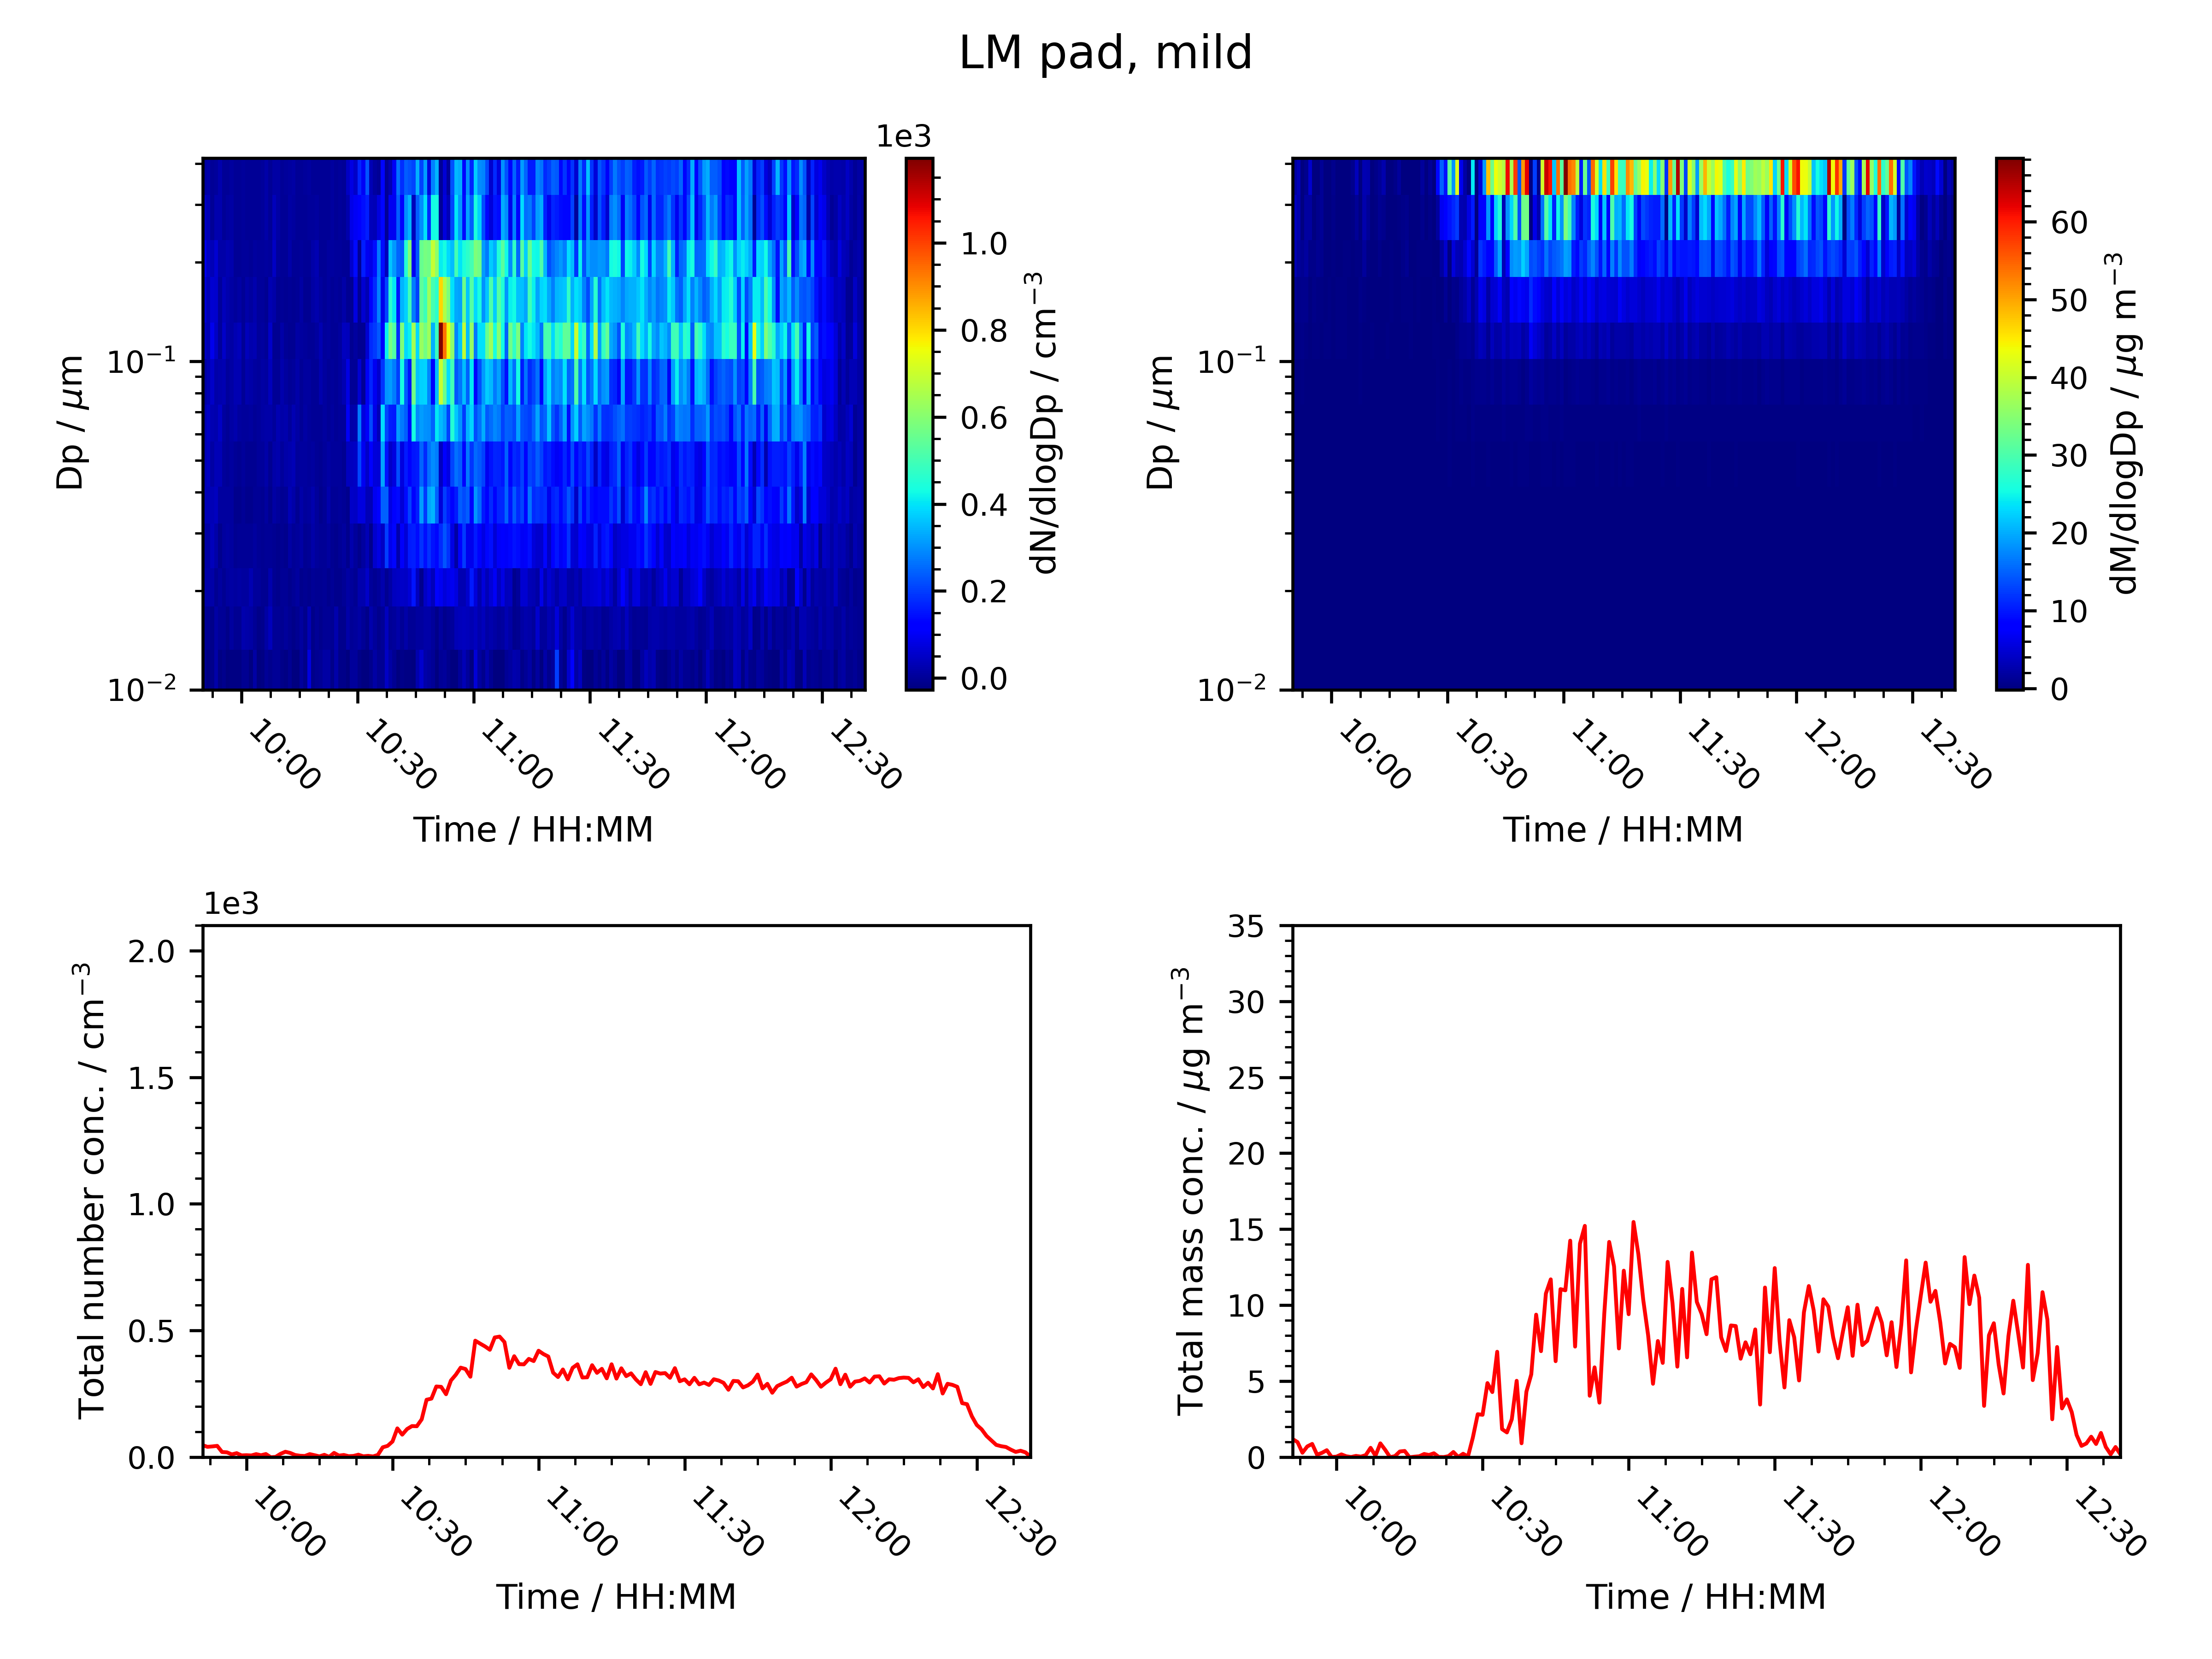 LM pad, mild
1e3
Dp / μm
10⁻¹
10⁻²
10:00 10:30 11:00 11:30 12:00 12:30
Time / HH:MM
1.0
0.8
0.6
0.4
0.2
0.0
dN/dlogDp / cm⁻³
Dp / μm
10⁻¹
10⁻²
10:00 10:30 11:00 11:30 12:00 12:30
Time / HH:MM
60
50
40
30
20
10
0
dM/dlogDp / μg m⁻³
1e3
Total number conc. / cm⁻³
2.0
1.5
1.0
0.5
0.0
10:00 10:30 11:00 11:30 12:00 12:30
Time / HH:MM
Total mass conc. / μg m⁻³
35
30
25
20
15
10
5
0
10:00 10:30 11:00 11:30 12:00 12:30
Time / HH:MM